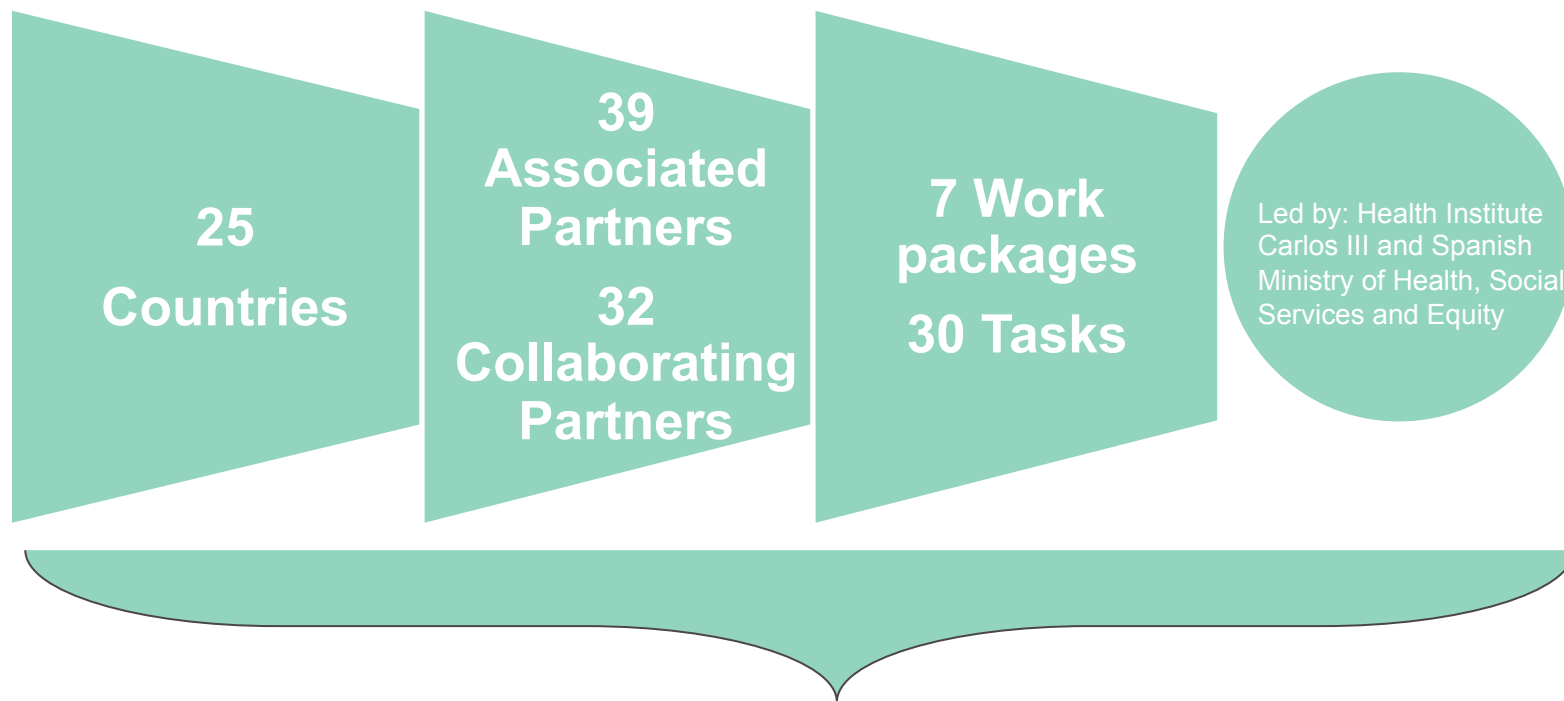 25
Countries
39
Associated
Partners
32
Collaborating
Partners
7 Work
packages
30 Tasks
Led by: Health Institute
Carlos III and Spanish
Ministry of Health, Social
Services and Equity